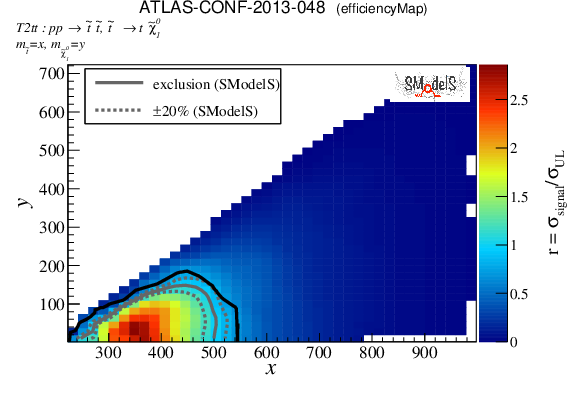 ATLAS-CONF-2013-048 (efficiencyMap)
T2tt : pp → t̃ t̃, t̃ → t χ̃₁⁰
m_t̃=x, m_χ̃₁⁰=y
exclusion (SModelS)
±20% (SModelS)
SModelS
700
600
500
400
300
200
100
y
300 400 500 600 700 800 900
x
2.5
2
1.5
1
0.5
0
r = σ_signal/σ_UL